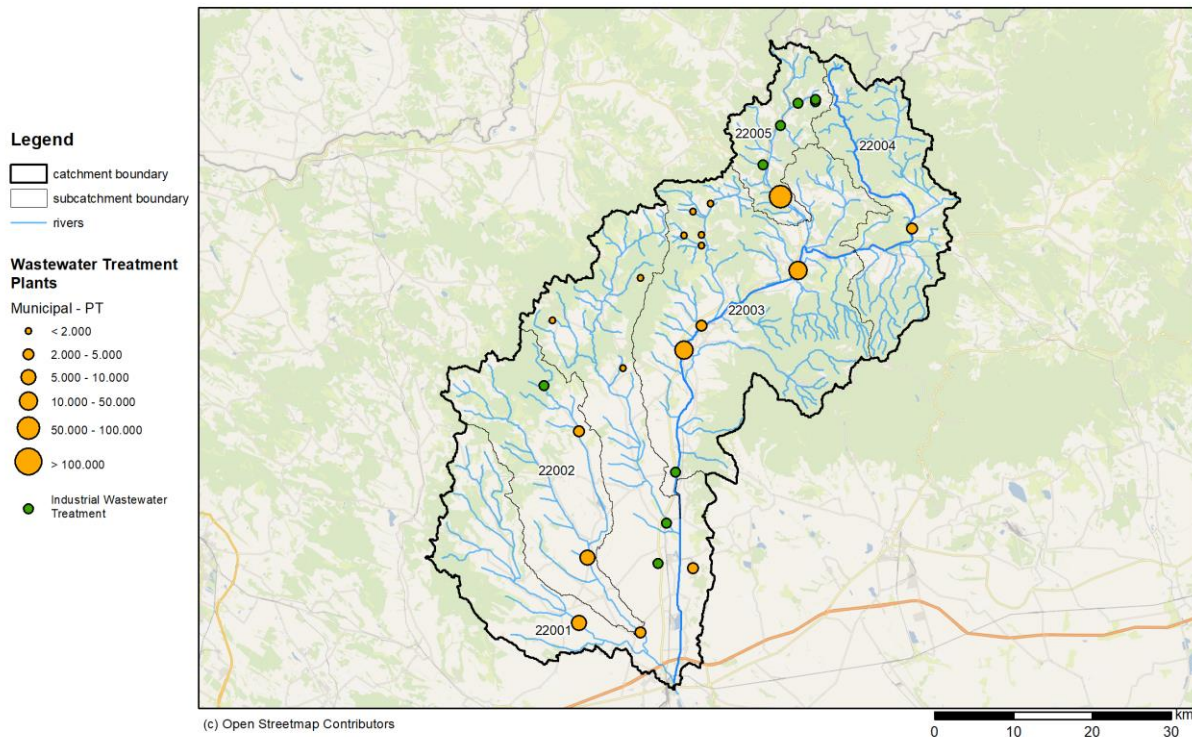 Legend
catchment boundary
subcatchment boundary
rivers
Wastewater Treatment
Plants
Municipal - PT
< 2.000
2.000 - 5.000
5.000 - 10.000
10.000 - 50.000
50.000 - 100.000
> 100.000
Industrial Wastewater
Treatment
22005
22004
22003
22002
22001
(c) Open Streetmap Contributors
km
0 10 20 30